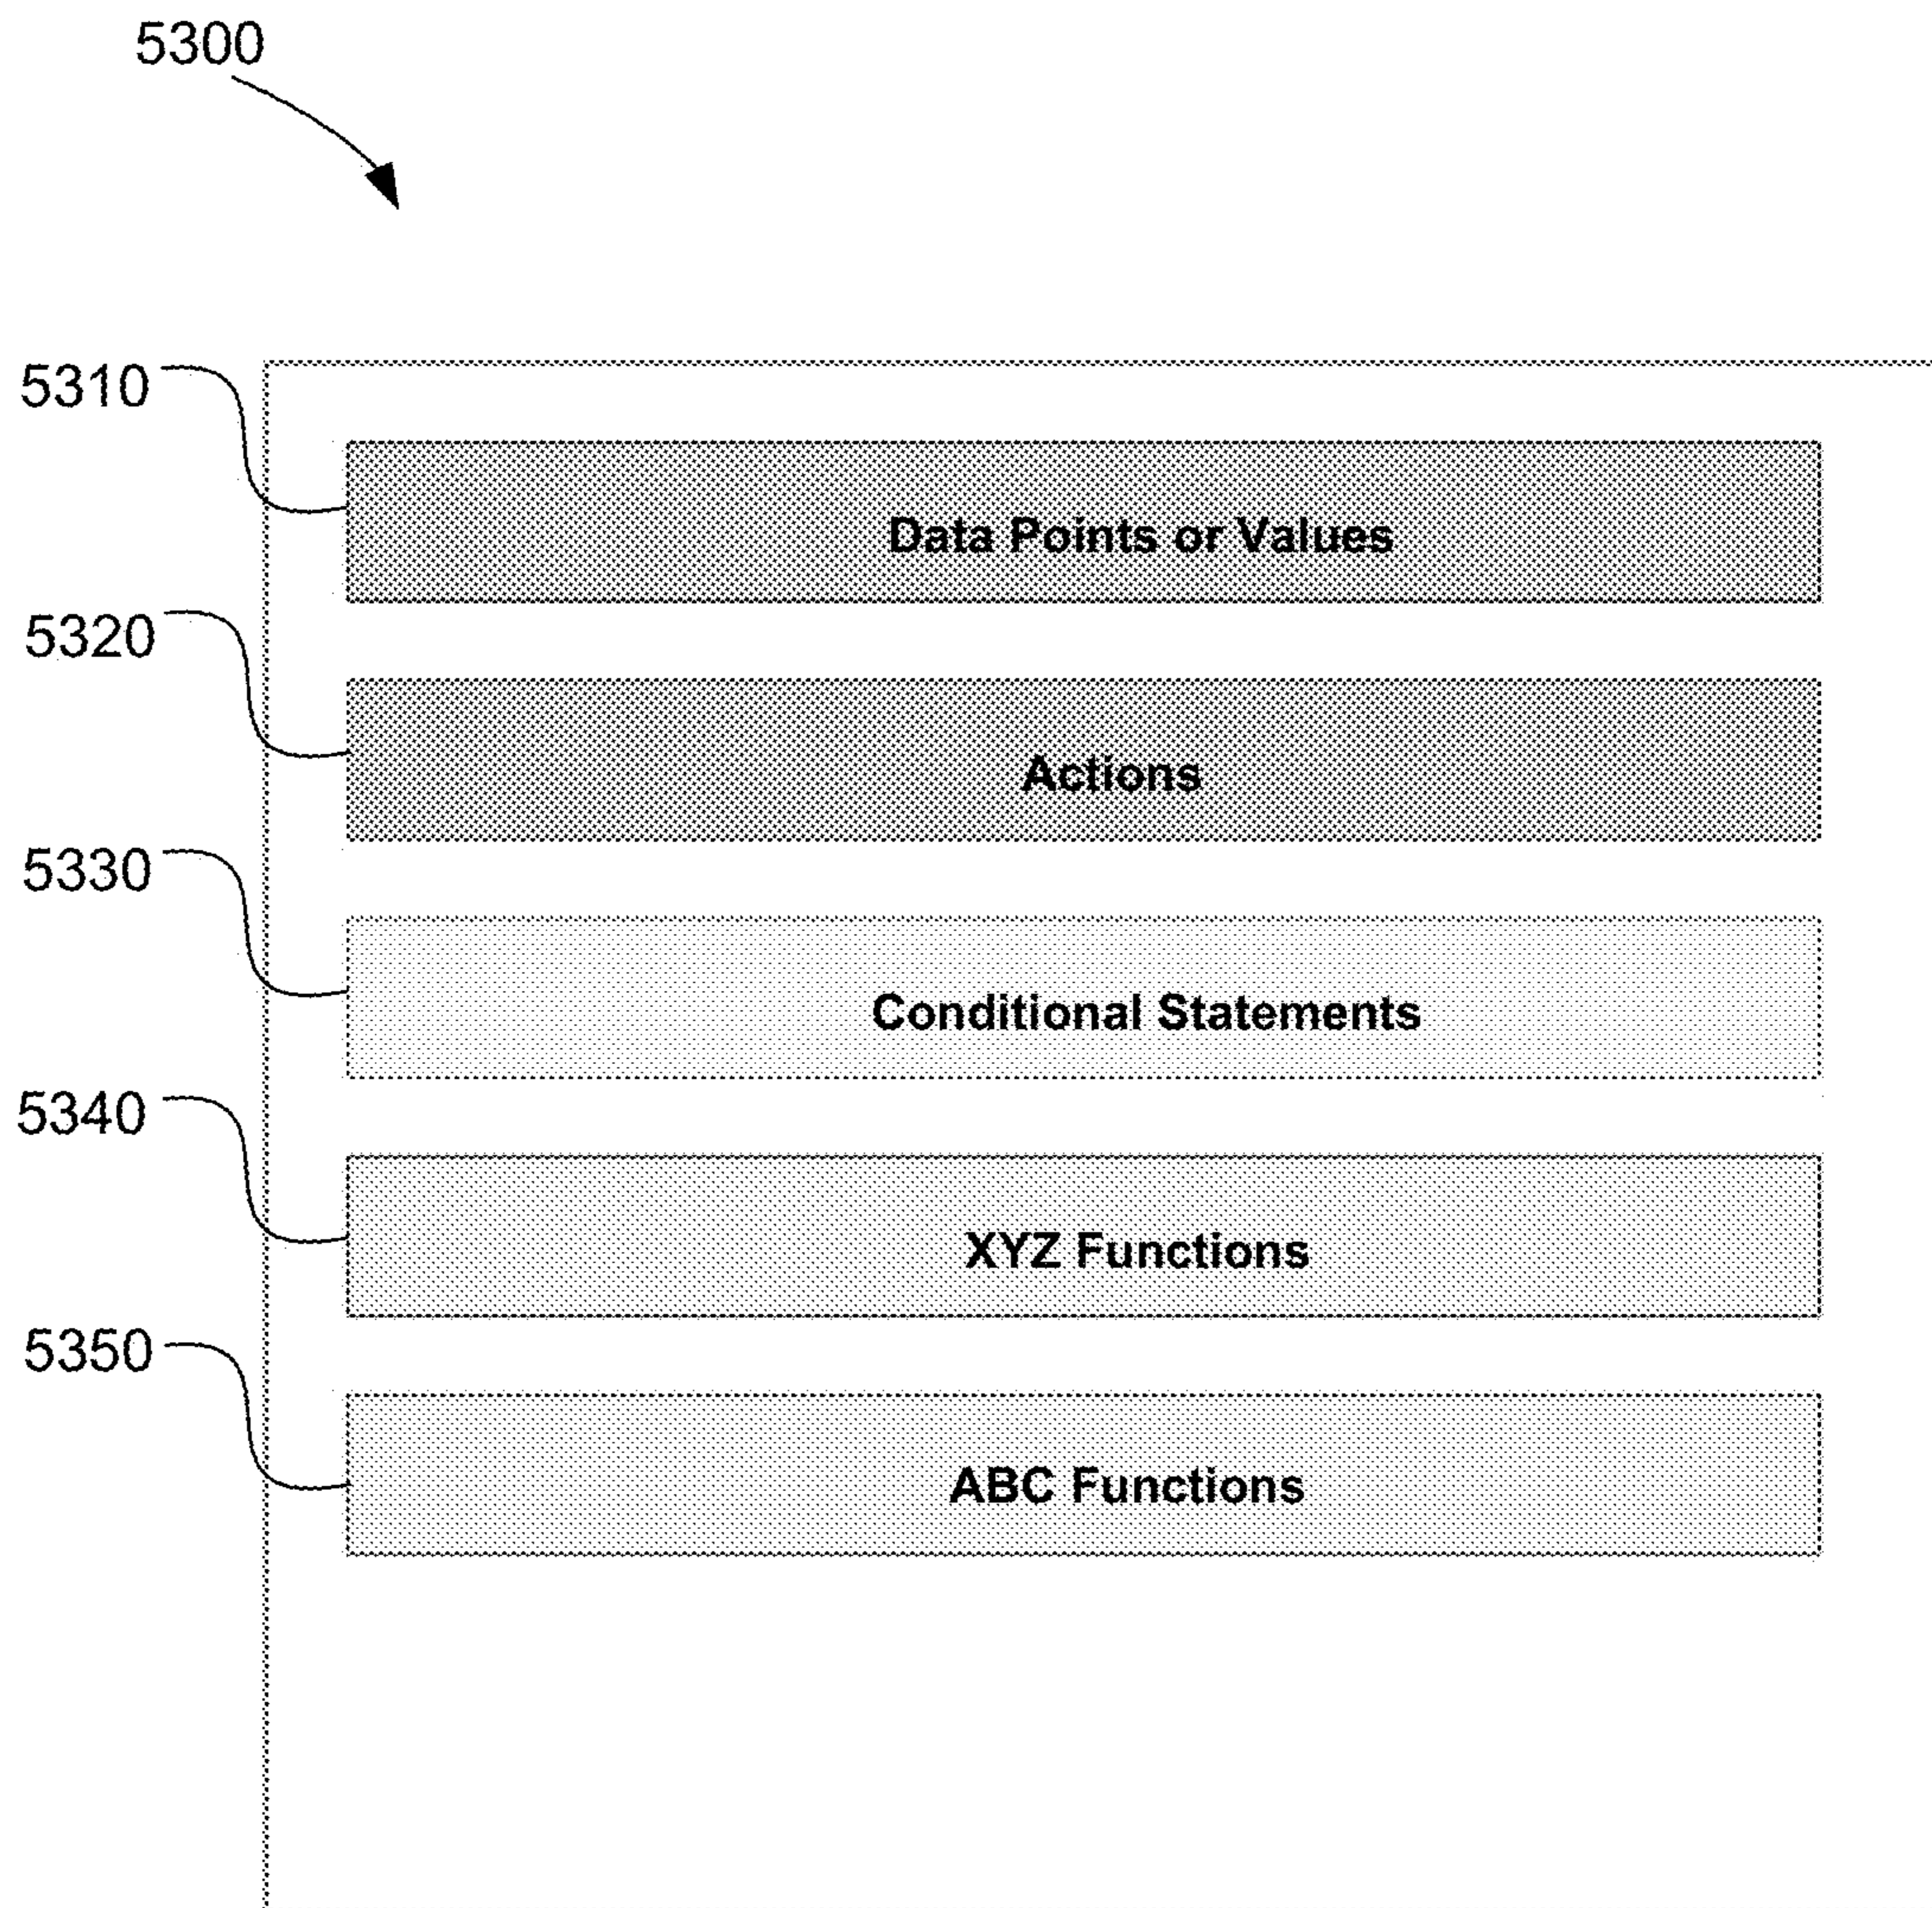 5300
5310
Data Points or Values
5320
Actions
5330
Conditional Statements
5340
XYZ Functions
5350
ABC Functions